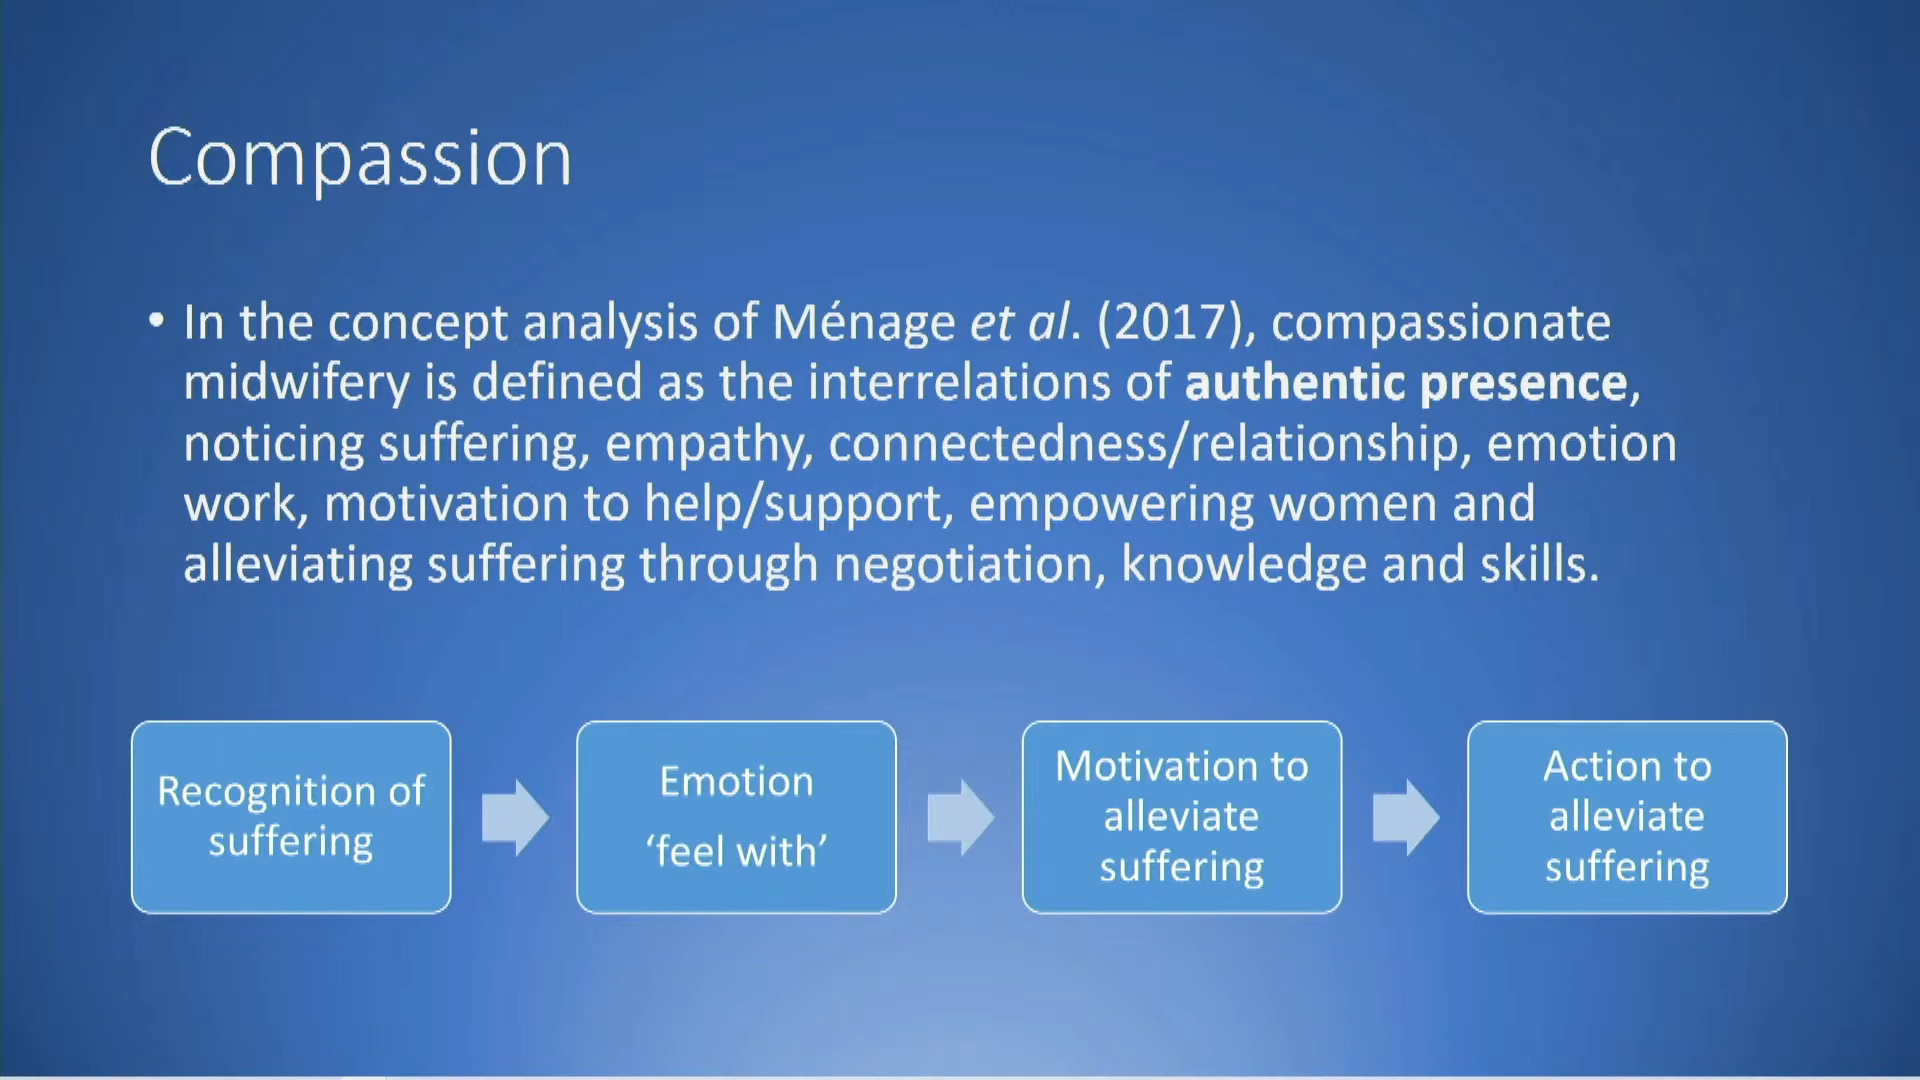 Compassion
• In the concept analysis of Ménage et al. (2017), compassionate
midwifery is defined as the interrelations of authentic presence,
noticing suffering, empathy, connectedness/relationship, emotion
work, motivation to help/support, empowering women and
alleviating suffering through negotiation, knowledge and skills.
Recognition of
suffering
Emotion
‘feel with’
Motivation to
alleviate
suffering
Action to
alleviate
suffering